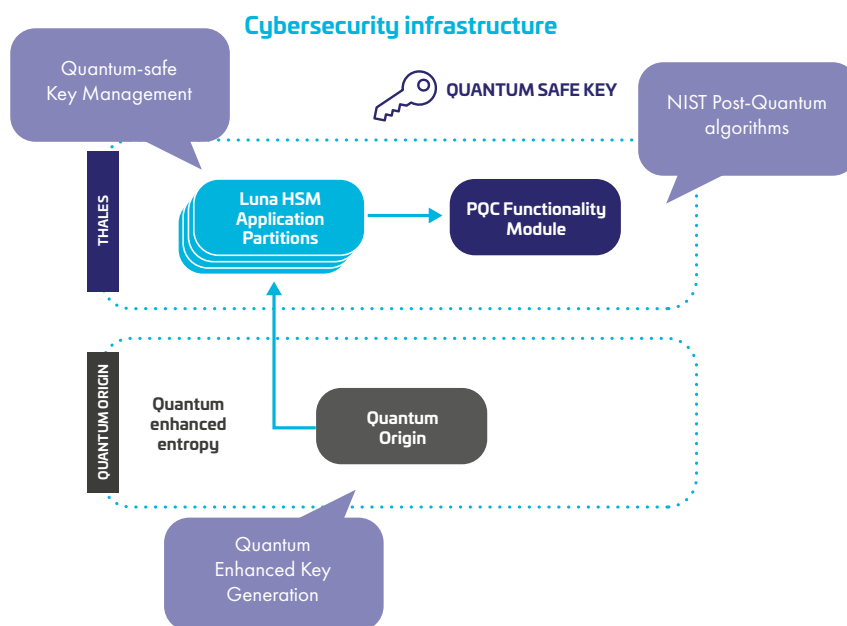 Cybersecurity infrastructure
Quantum-safe
Key Management
QUANTUM SAFE KEY
NIST Post-Quantum
algorithms
THALES
Luna HSM
Application
Partitions
PQC Functionality
Module
QUANTUM ORIGIN
Quantum
enhanced
entropy
Quantum
Origin
Quantum
Enhanced Key
Generation